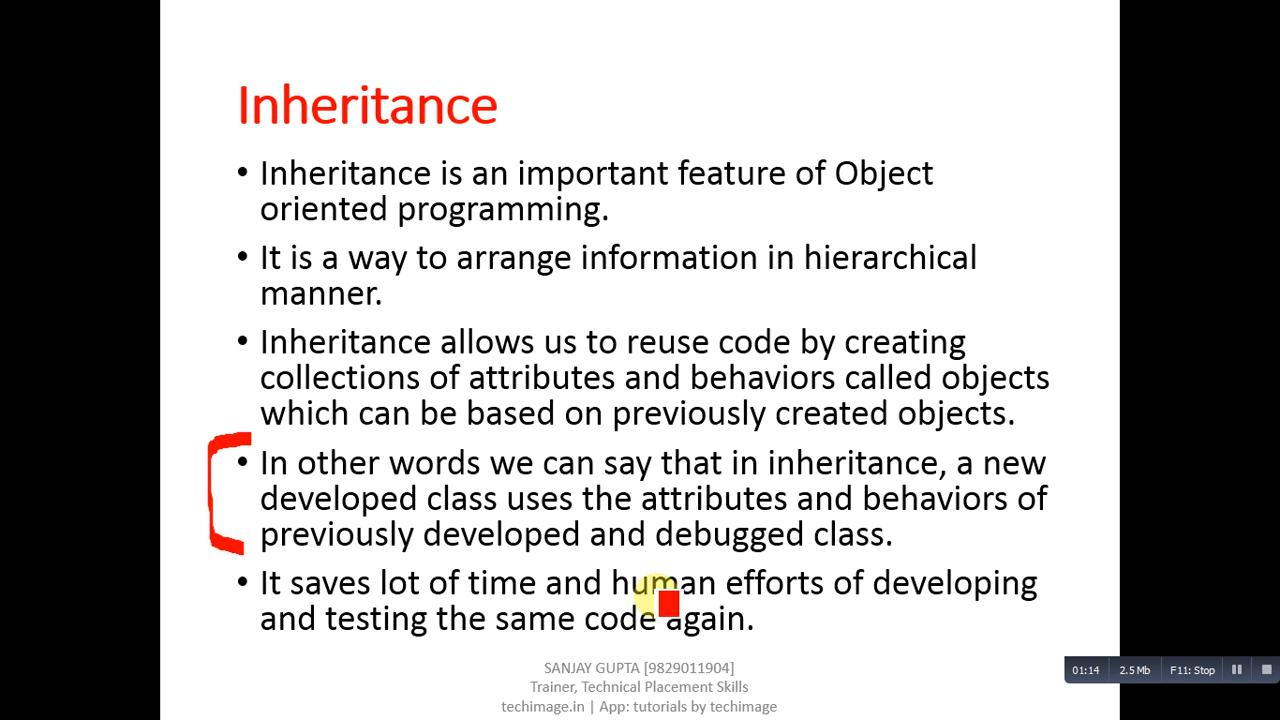 Inheritance
• Inheritance is an important feature of Object
oriented programming.
• It is a way to arrange information in hierarchical
manner.
• Inheritance allows us to reuse code by creating
collections of attributes and behaviors called objects
which can be based on previously created objects.
• In other words we can say that in inheritance, a new
developed class uses the attributes and behaviors of
previously developed and debugged class.
• It saves lot of time and human efforts of developing
and testing the same code again.
SANJAY GUPTA [9829011904]
Trainer, Technical Placement Skills
techimage.in | App: tutorials by techimage
01:14 2.5 Mb F11: Stop